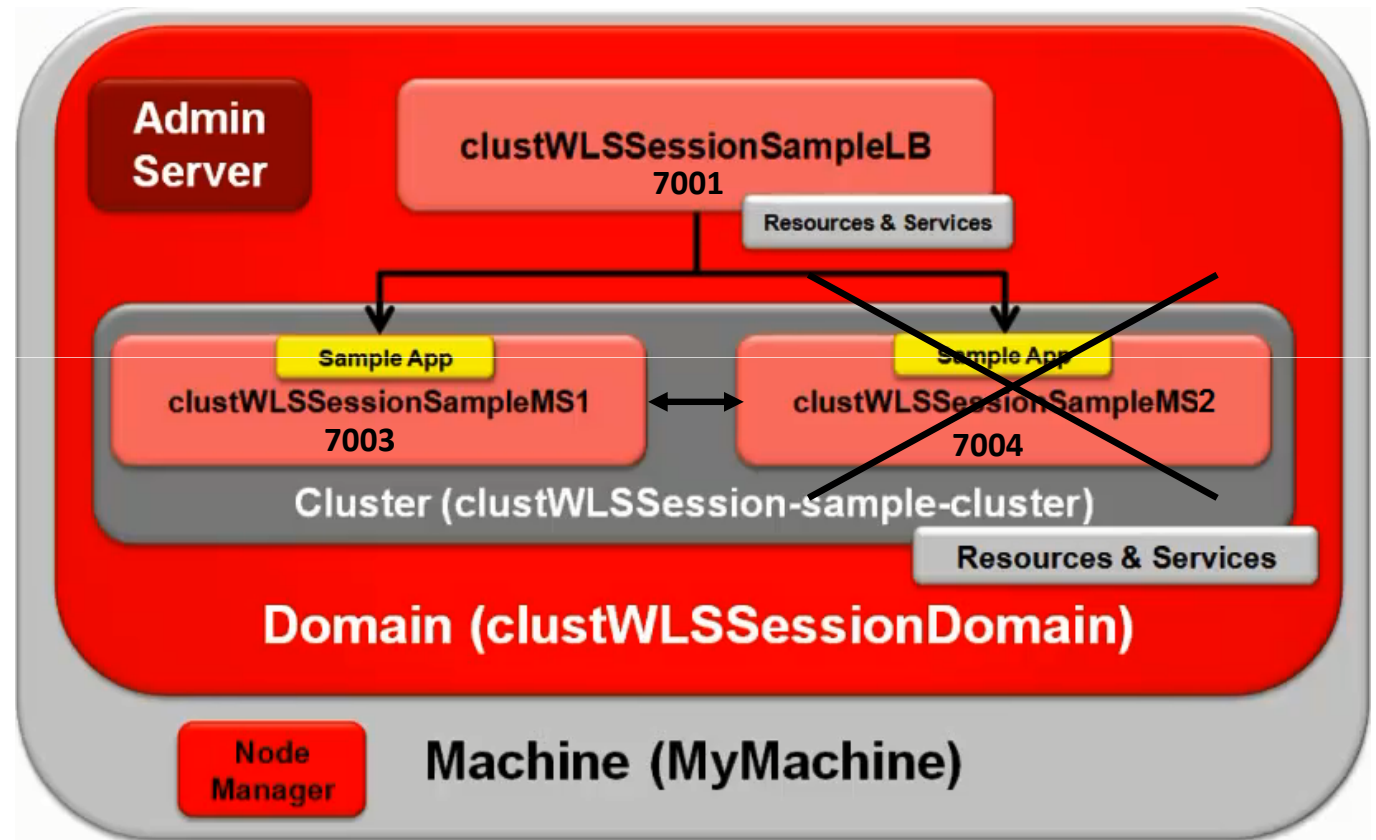 Admin
Server
clustWLSSessionSampleLB
7001
Resources & Services
Sample App
clustWLSSessionSampleMS1
7003
Sample App
clustWLSSessionSampleMS2
7004
Cluster (clustWLSSession-sample-cluster)
Resources & Services
Domain (clustWLSSessionDomain)
Node
Manager
Machine (MyMachine)